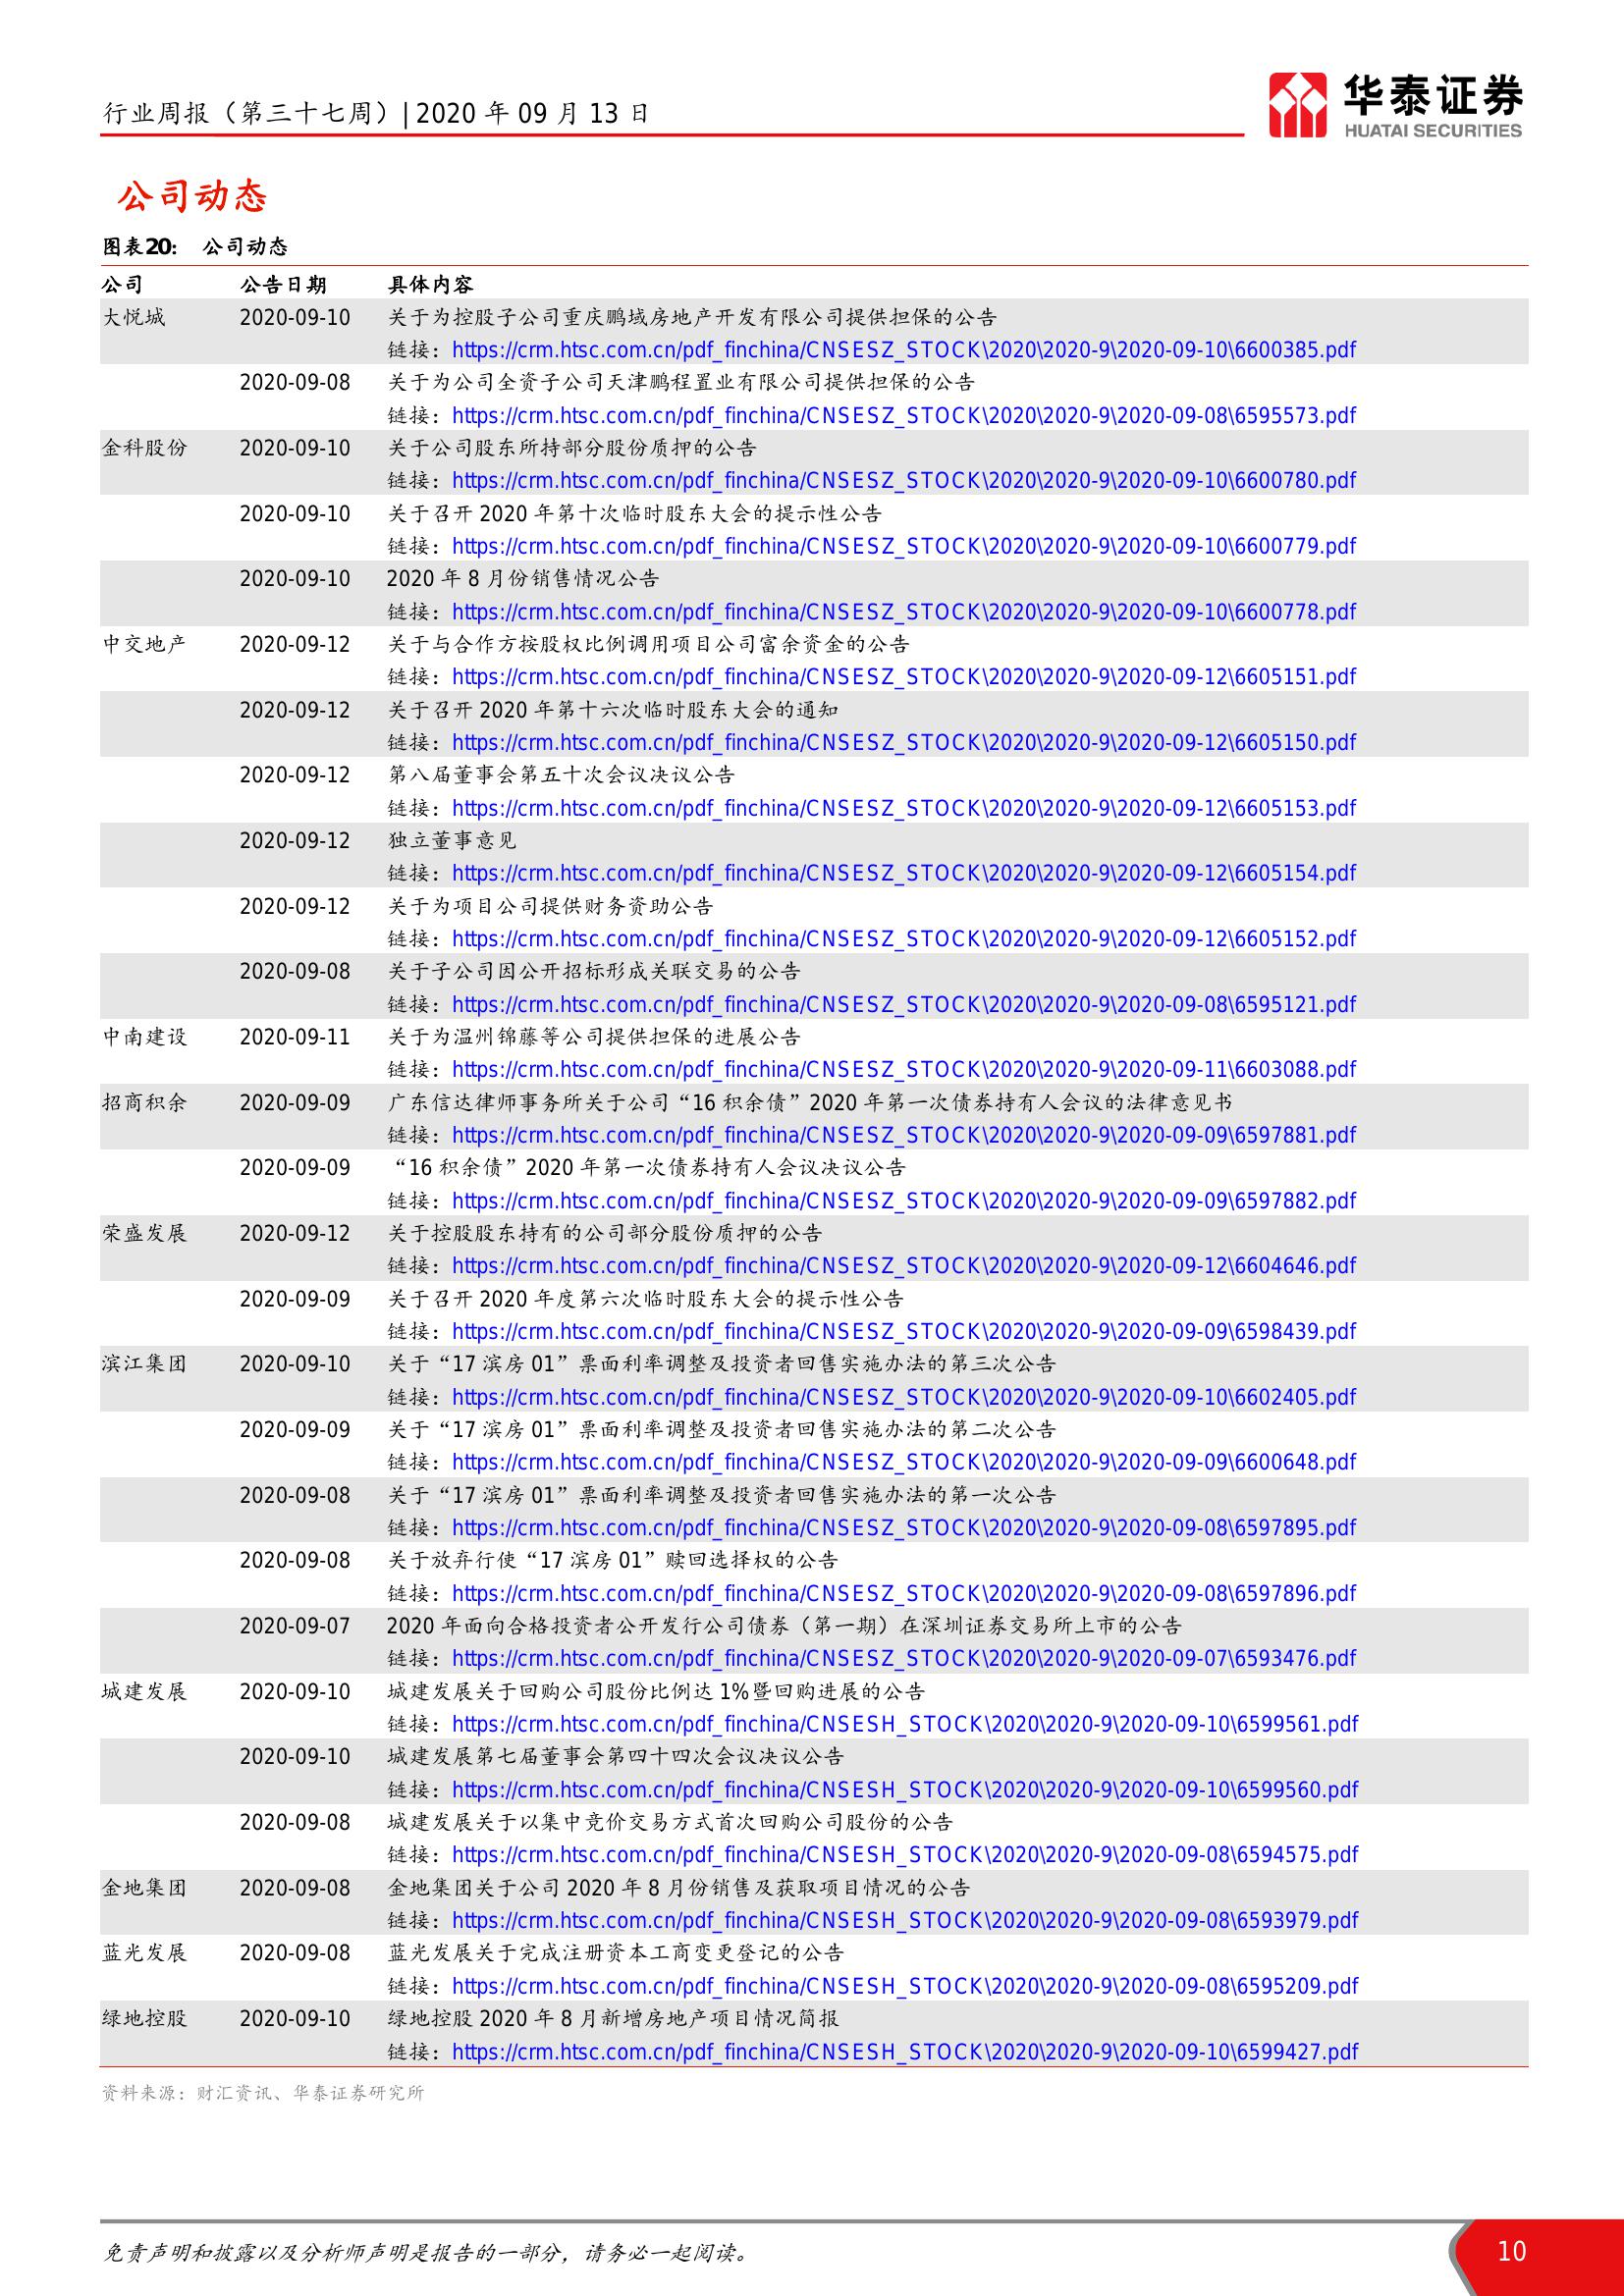 行业周报（第三十七周）| 2020 年 09 月 13 日
华泰证券
HUATAI SECURITIES
公司动态
图表20： 公司动态
公司 公告日期 具体内容
大悦城 2020-09-10 关于为控股子公司重庆鹏域房地产开发有限公司提供担保的公告
链接：https://crm.htsc.com.cn/pdf_finchina/CNSESZ_STOCK\2020\2020-9\2020-09-10\6600385.pdf
2020-09-08 关于为公司全资子公司天津鹏程置业有限公司提供担保的公告
链接：https://crm.htsc.com.cn/pdf_finchina/CNSESZ_STOCK\2020\2020-9\2020-09-08\6595573.pdf
金科股份 2020-09-10 关于公司股东所持部分股份质押的公告
链接：https://crm.htsc.com.cn/pdf_finchina/CNSESZ_STOCK\2020\2020-9\2020-09-10\6600780.pdf
2020-09-10 关于召开 2020 年第十次临时股东大会的提示性公告
链接：https://crm.htsc.com.cn/pdf_finchina/CNSESZ_STOCK\2020\2020-9\2020-09-10\6600779.pdf
2020-09-10 2020 年 8 月份销售情况公告
链接：https://crm.htsc.com.cn/pdf_finchina/CNSESZ_STOCK\2020\2020-9\2020-09-10\6600778.pdf
中交地产 2020-09-12 关于与合作方按股权比例调用项目公司富余资金的公告
链接：https://crm.htsc.com.cn/pdf_finchina/CNSESZ_STOCK\2020\2020-9\2020-09-12\6605151.pdf
2020-09-12 关于召开 2020 年第十六次临时股东大会的通知
链接：https://crm.htsc.com.cn/pdf_finchina/CNSESZ_STOCK\2020\2020-9\2020-09-12\6605150.pdf
2020-09-12 第八届董事会第五十次会议决议公告
链接：https://crm.htsc.com.cn/pdf_finchina/CNSESZ_STOCK\2020\2020-9\2020-09-12\6605153.pdf
2020-09-12 独立董事意见
链接：https://crm.htsc.com.cn/pdf_finchina/CNSESZ_STOCK\2020\2020-9\2020-09-12\6605154.pdf
2020-09-12 关于为项目公司提供财务资助公告
链接：https://crm.htsc.com.cn/pdf_finchina/CNSESZ_STOCK\2020\2020-9\2020-09-12\6605152.pdf
2020-09-08 关于子公司因公开招标形成关联交易的公告
链接：https://crm.htsc.com.cn/pdf_finchina/CNSESZ_STOCK\2020\2020-9\2020-09-08\6595121.pdf
中南建设 2020-09-11 关于为温州锦藤等公司提供担保的进展公告
链接：https://crm.htsc.com.cn/pdf_finchina/CNSESZ_STOCK\2020\2020-9\2020-09-11\6603088.pdf
招商积余 2020-09-09 广东信达律师事务所关于公司“16 积余债”2020 年第一次债券持有人会议的法律意见书
链接：https://crm.htsc.com.cn/pdf_finchina/CNSESZ_STOCK\2020\2020-9\2020-09-09\6597881.pdf
2020-09-09 “16 积余债”2020 年第一次债券持有人会议决议公告
链接：https://crm.htsc.com.cn/pdf_finchina/CNSESZ_STOCK\2020\2020-9\2020-09-09\6597882.pdf
荣盛发展 2020-09-12 关于控股股东持有的公司部分股份质押的公告
链接：https://crm.htsc.com.cn/pdf_finchina/CNSESZ_STOCK\2020\2020-9\2020-09-12\6604646.pdf
2020-09-09 关于召开 2020 年度第六次临时股东大会的提示性公告
链接：https://crm.htsc.com.cn/pdf_finchina/CNSESZ_STOCK\2020\2020-9\2020-09-09\6598439.pdf
滨江集团 2020-09-10 关于“17 滨房 01”票面利率调整及投资者回售实施办法的第三次公告
链接：https://crm.htsc.com.cn/pdf_finchina/CNSESZ_STOCK\2020\2020-9\2020-09-10\6602405.pdf
2020-09-09 关于“17 滨房 01”票面利率调整及投资者回售实施办法的第二次公告
链接：https://crm.htsc.com.cn/pdf_finchina/CNSESZ_STOCK\2020\2020-9\2020-09-09\6600648.pdf
2020-09-08 关于“17 滨房 01”票面利率调整及投资者回售实施办法的第一次公告
链接：https://crm.htsc.com.cn/pdf_finchina/CNSESZ_STOCK\2020\2020-9\2020-09-08\6597895.pdf
2020-09-08 关于放弃行使“17 滨房 01”赎回选择权的公告
链接：https://crm.htsc.com.cn/pdf_finchina/CNSESZ_STOCK\2020\2020-9\2020-09-08\6597896.pdf
2020-09-07 2020 年面向合格投资者公开发行公司债券（第一期）在深圳证券交易所上市的公告
链接：https://crm.htsc.com.cn/pdf_finchina/CNSESZ_STOCK\2020\2020-9\2020-09-07\6593476.pdf
城建发展 2020-09-10 城建发展关于回购公司股份比例达 1%暨回购进展的公告
链接：https://crm.htsc.com.cn/pdf_finchina/CNSESH_STOCK\2020\2020-9\2020-09-10\6599561.pdf
2020-09-10 城建发展第七届董事会第四十四次会议决议公告
链接：https://crm.htsc.com.cn/pdf_finchina/CNSESH_STOCK\2020\2020-9\2020-09-10\6599560.pdf
2020-09-08 城建发展关于以集中竞价交易方式首次回购公司股份的公告
链接：https://crm.htsc.com.cn/pdf_finchina/CNSESH_STOCK\2020\2020-9\2020-09-08\6594575.pdf
金地集团 2020-09-08 金地集团关于公司 2020 年 8 月份销售及获取项目情况的公告
链接：https://crm.htsc.com.cn/pdf_finchina/CNSESH_STOCK\2020\2020-9\2020-09-08\6593979.pdf
蓝光发展 2020-09-08 蓝光发展关于完成注册资本工商变更登记的公告
链接：https://crm.htsc.com.cn/pdf_finchina/CNSESH_STOCK\2020\2020-9\2020-09-08\6595209.pdf
绿地控股 2020-09-10 绿地控股 2020 年 8 月新增房地产项目情况简报
链接：https://crm.htsc.com.cn/pdf_finchina/CNSESH_STOCK\2020\2020-9\2020-09-10\6599427.pdf
资料来源：财汇资讯、华泰证券研究所
免责声明和披露以及分析师声明是报告的一部分，请务必一起阅读。 10